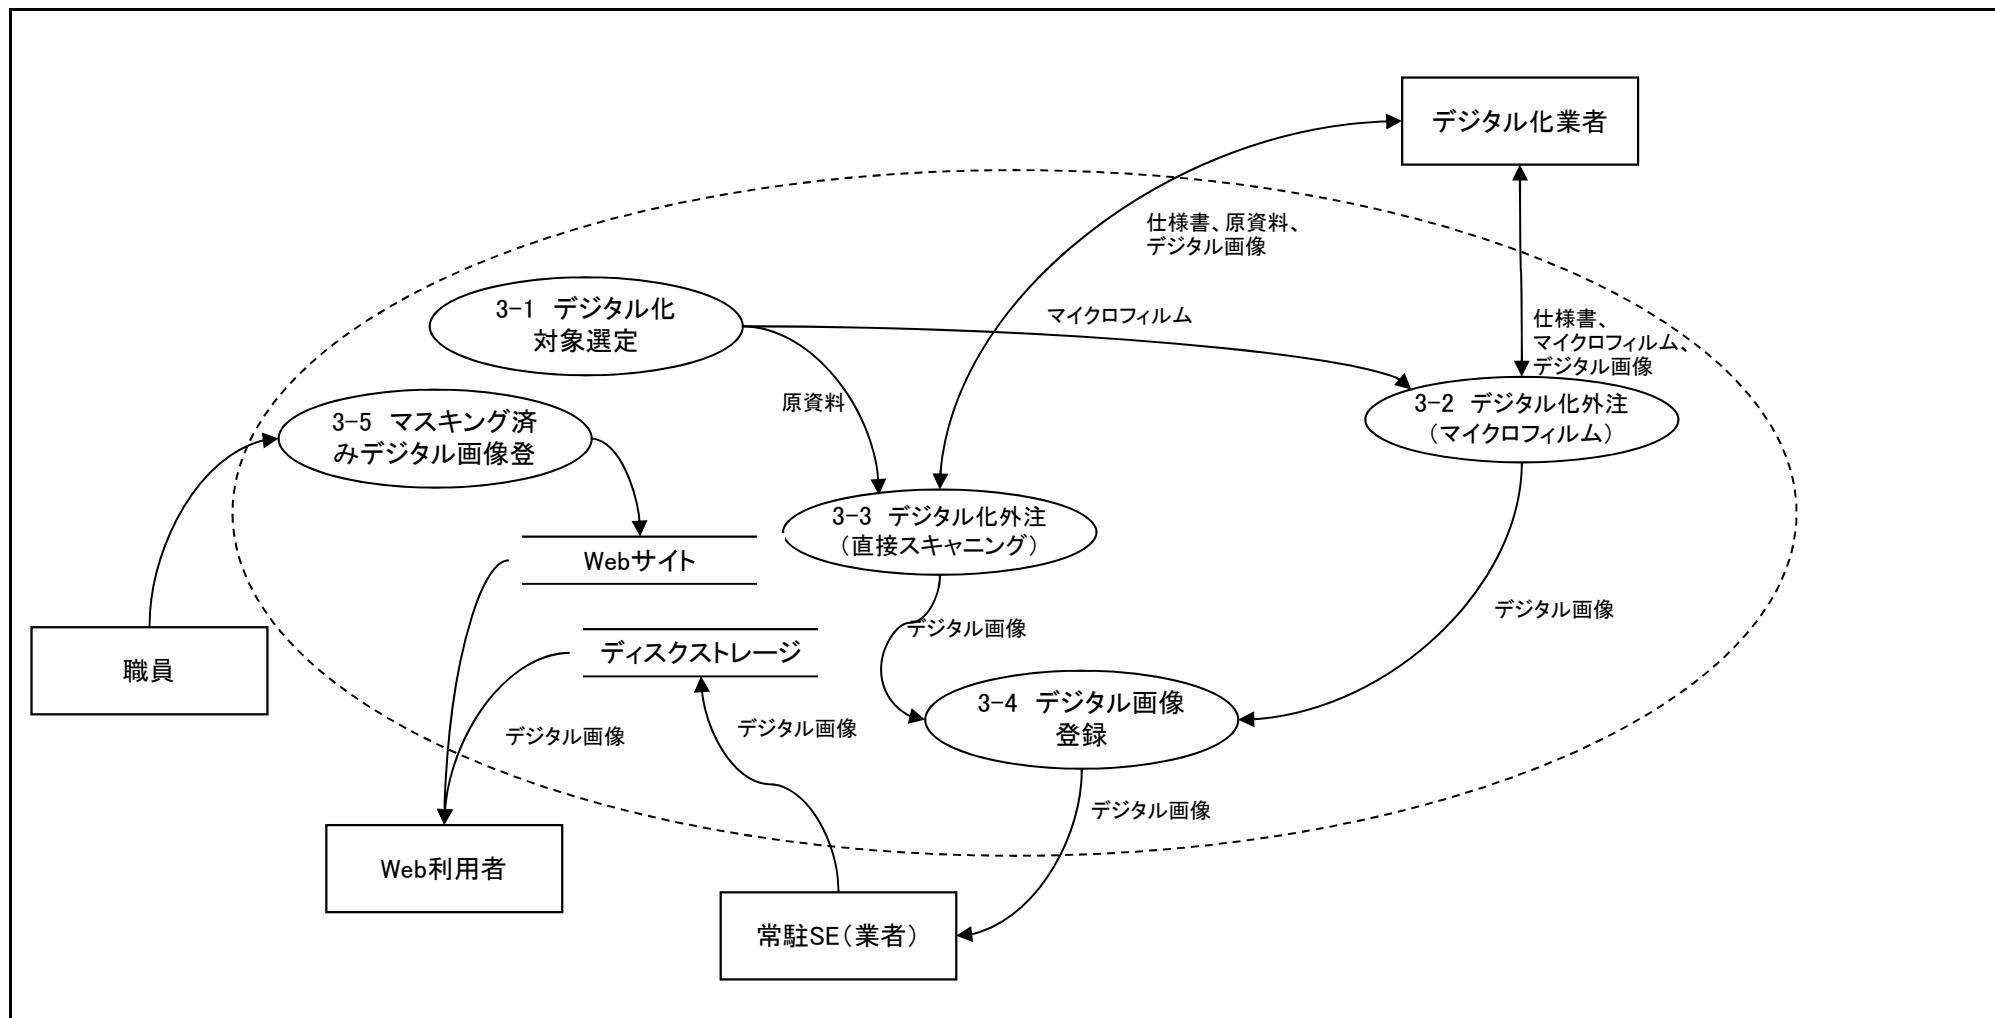 デジタル化業者
仕様書、原資料、
デジタル画像
3-1 デジタル化
対象選定
マイクロフィルム
仕様書、
マイクロフィルム、
デジタル画像
原資料
3-2 デジタル化外注
（マイクロフィルム）
3-5 マスキング済
みデジタル画像登
3-3 デジタル化外注
（直接スキャニング）
Webサイト
デジタル画像
デジタル画像
ディスクストレージ
職員
3-4 デジタル画像
登録
デジタル画像
デジタル画像
デジタル画像
Web利用者
常駐SE（業者）